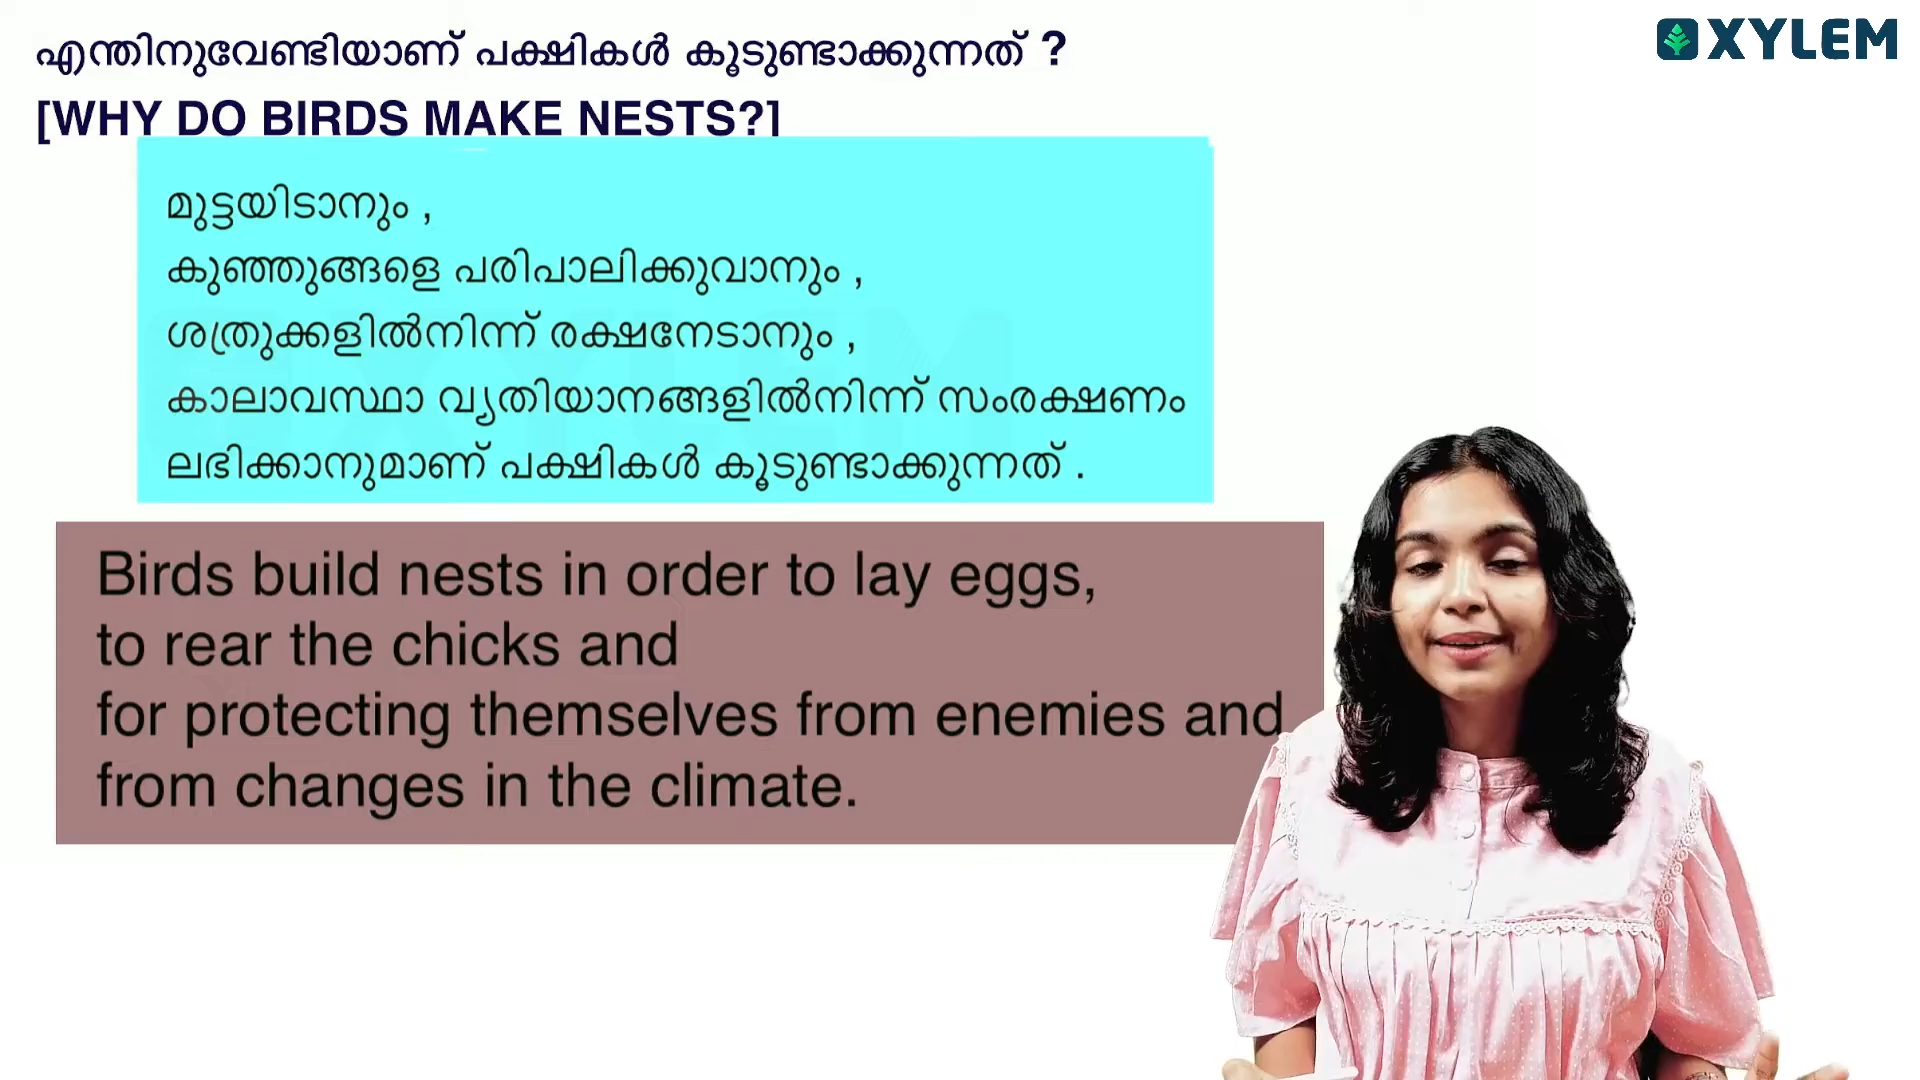 എന്തിനുവേണ്ടിയാണ് പക്ഷികൾ കൂടുണ്ടാക്കുന്നത് ?
XYLEM
[WHY DO BIRDS MAKE NESTS?]
മുട്ടയിടാനും ,
കുഞ്ഞുങ്ങളെ പരിപാലിക്കുവാനും ,
ശത്രുക്കളിൽനിന്ന് രക്ഷനേടാനും ,
കാലാവസ്ഥാ വ്യതിയാനങ്ങളിൽനിന്ന് സംരക്ഷണം
ലഭിക്കാനുമാണ് പക്ഷികൾ കൂടുണ്ടാക്കുന്നത് .
Birds build nests in order to lay eggs,
to rear the chicks and
for protecting themselves from enemies and
from changes in the climate.